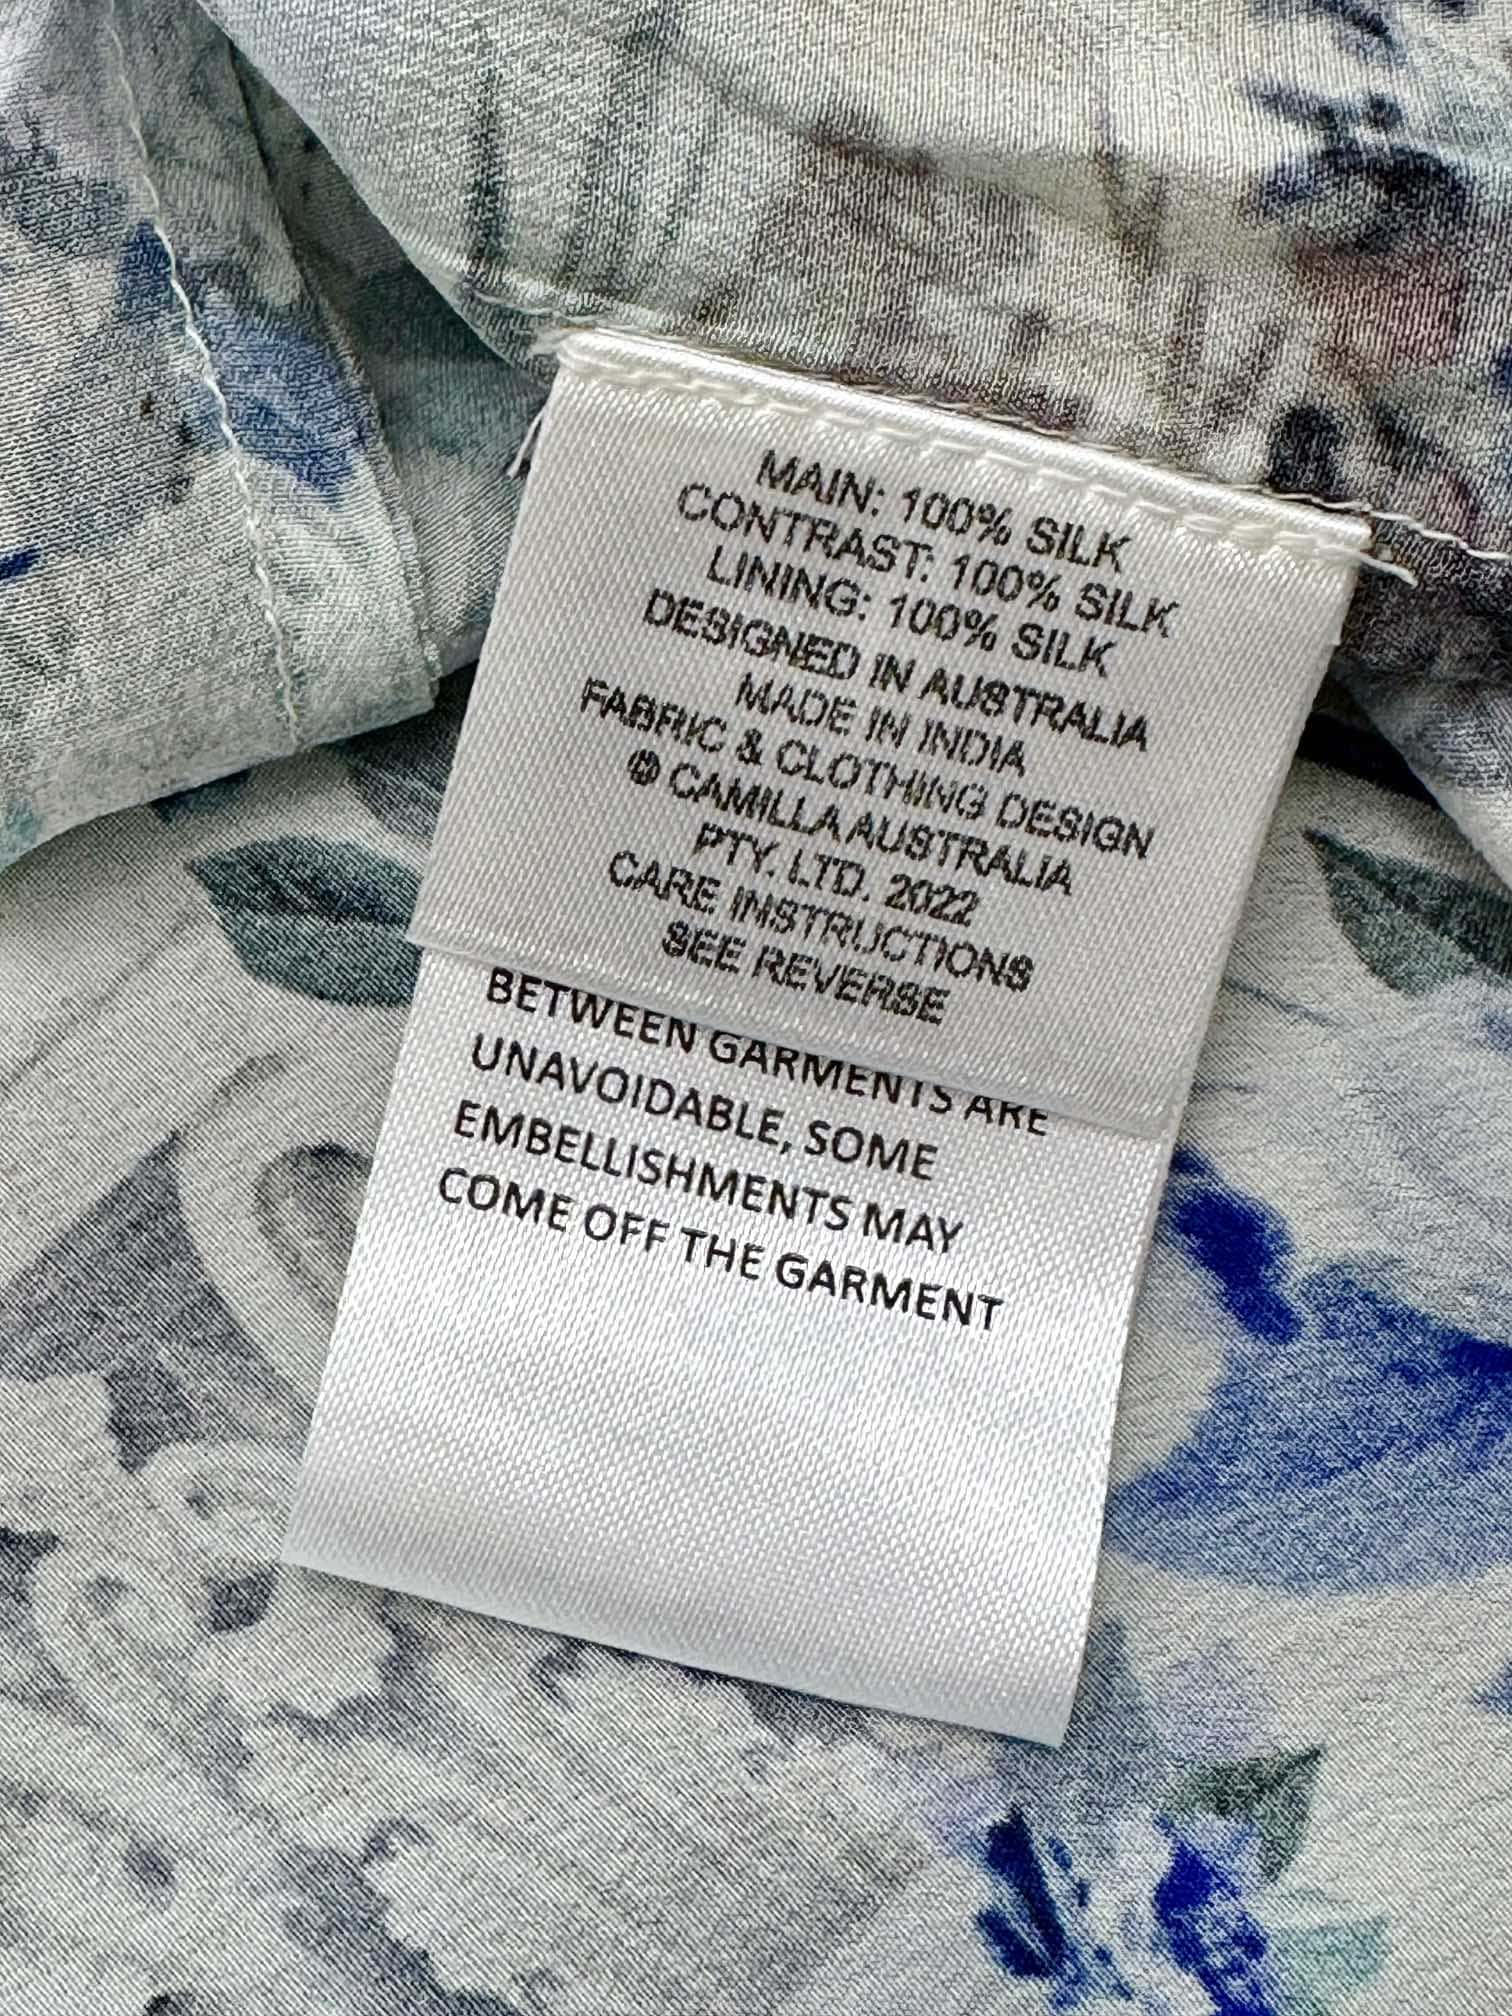 MAIN: 100% SILK
CONTRAST: 100% SILK
LINING: 100% SILK
DESIGNED IN AUSTRALIA
MADE IN INDIA
FABRIC & CLOTHING DESIGN
© CAMILLA AUSTRALIA
PTY. LTD. 2022
CARE INSTRUCTIONS
SEE REVERSE
BETWEEN GARMENTS ARE
UNAVOIDABLE, SOME
EMBELLISHMENTS MAY
COME OFF THE GARMENT